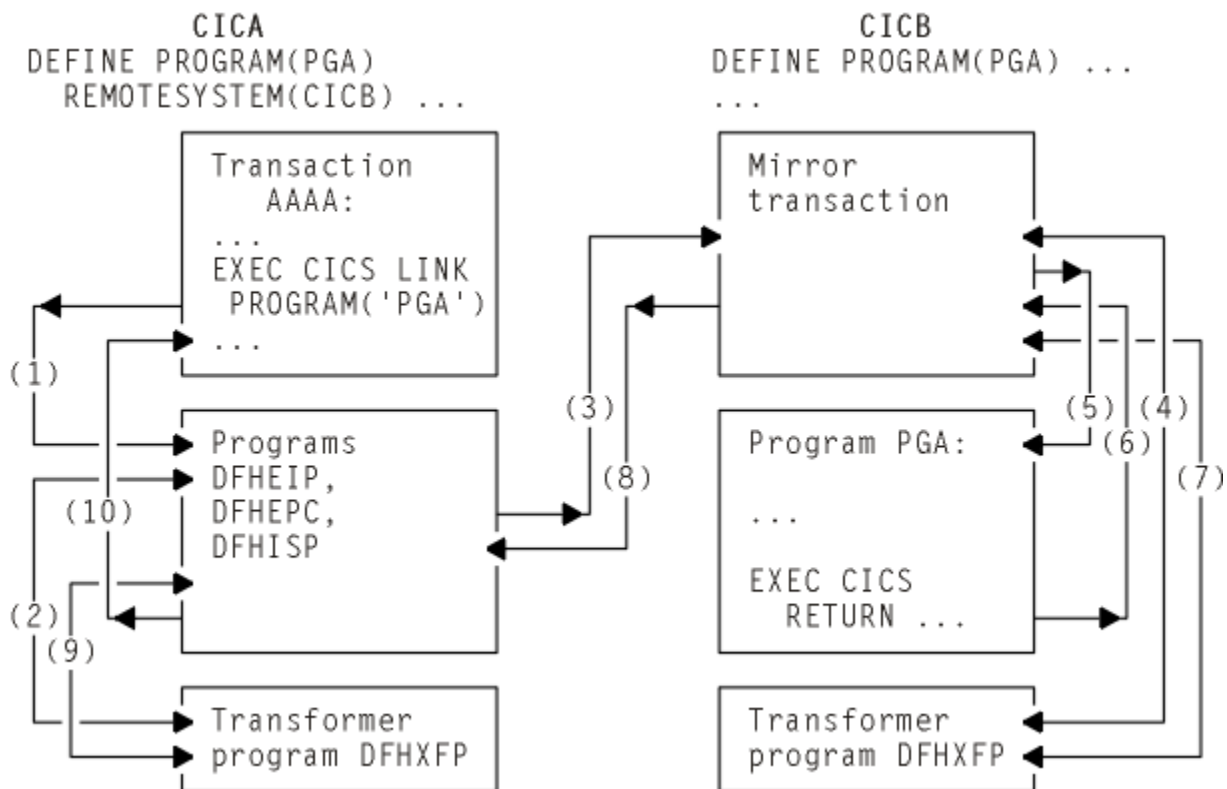 CICA
DEFINE PROGRAM(PGA)
REMOTESYSTEM(CICB) ...
CICB
DEFINE PROGRAM(PGA) ...
...
Transaction
AAAA:
...
EXEC CICS LINK
PROGRAM('PGA')
...
Mirror
transaction
(1)
(3)
(8)
(5)
(4)
(6)
(7)
Programs
DFHEIP,
DFHEPC,
DFHISP
(10)
(2)
(9)
Program PGA:
...
EXEC CICS
RETURN ...
Transformer
program DFHXFP
Transformer
program DFHXFP